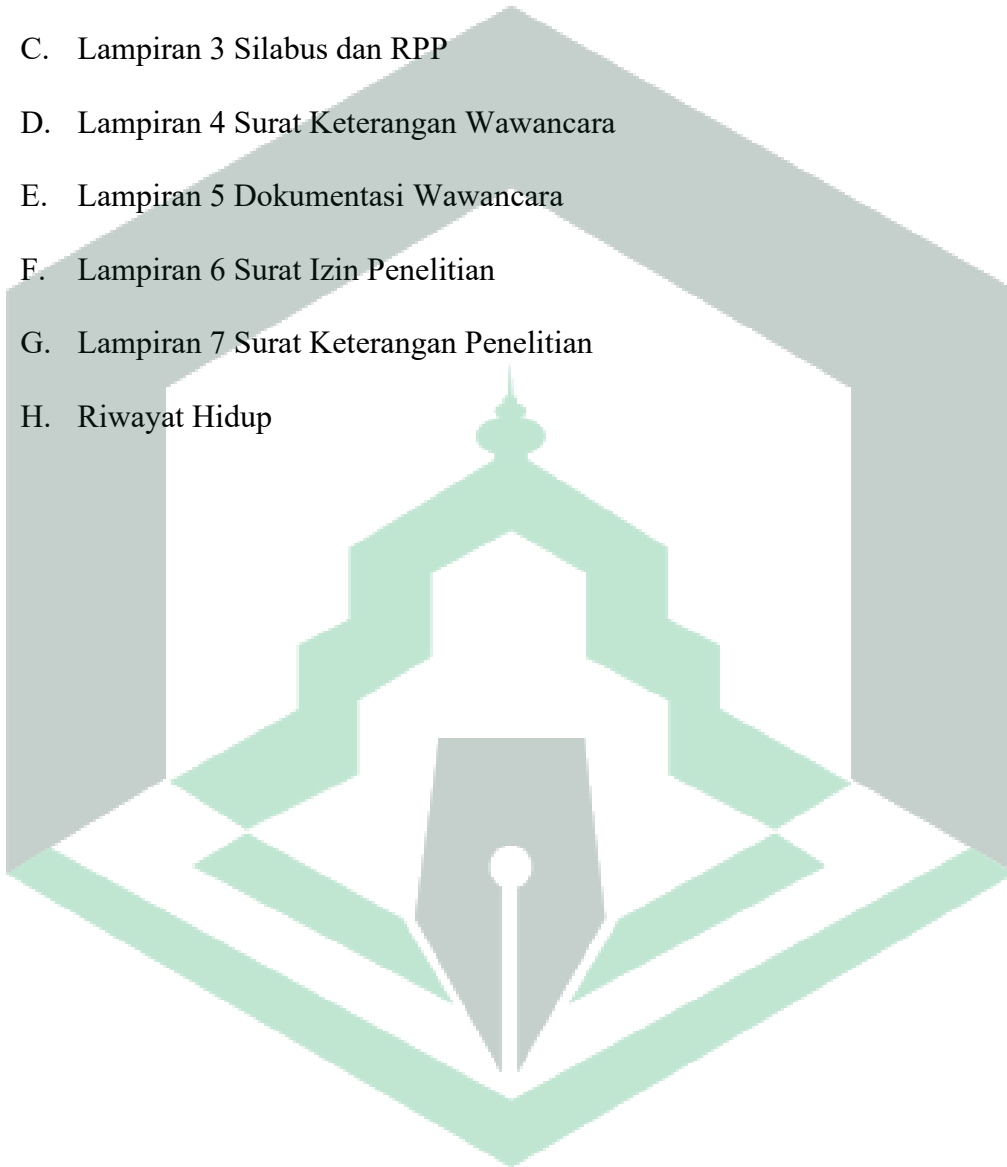 C. Lampiran 3 Silabus dan RPP
D. Lampiran 4 Surat Keterangan Wawancara
E. Lampiran 5 Dokumentasi Wawancara
F. Lampiran 6 Surat Izin Penelitian
G. Lampiran 7 Surat Keterangan Penelitian
H. Riwayat Hidup